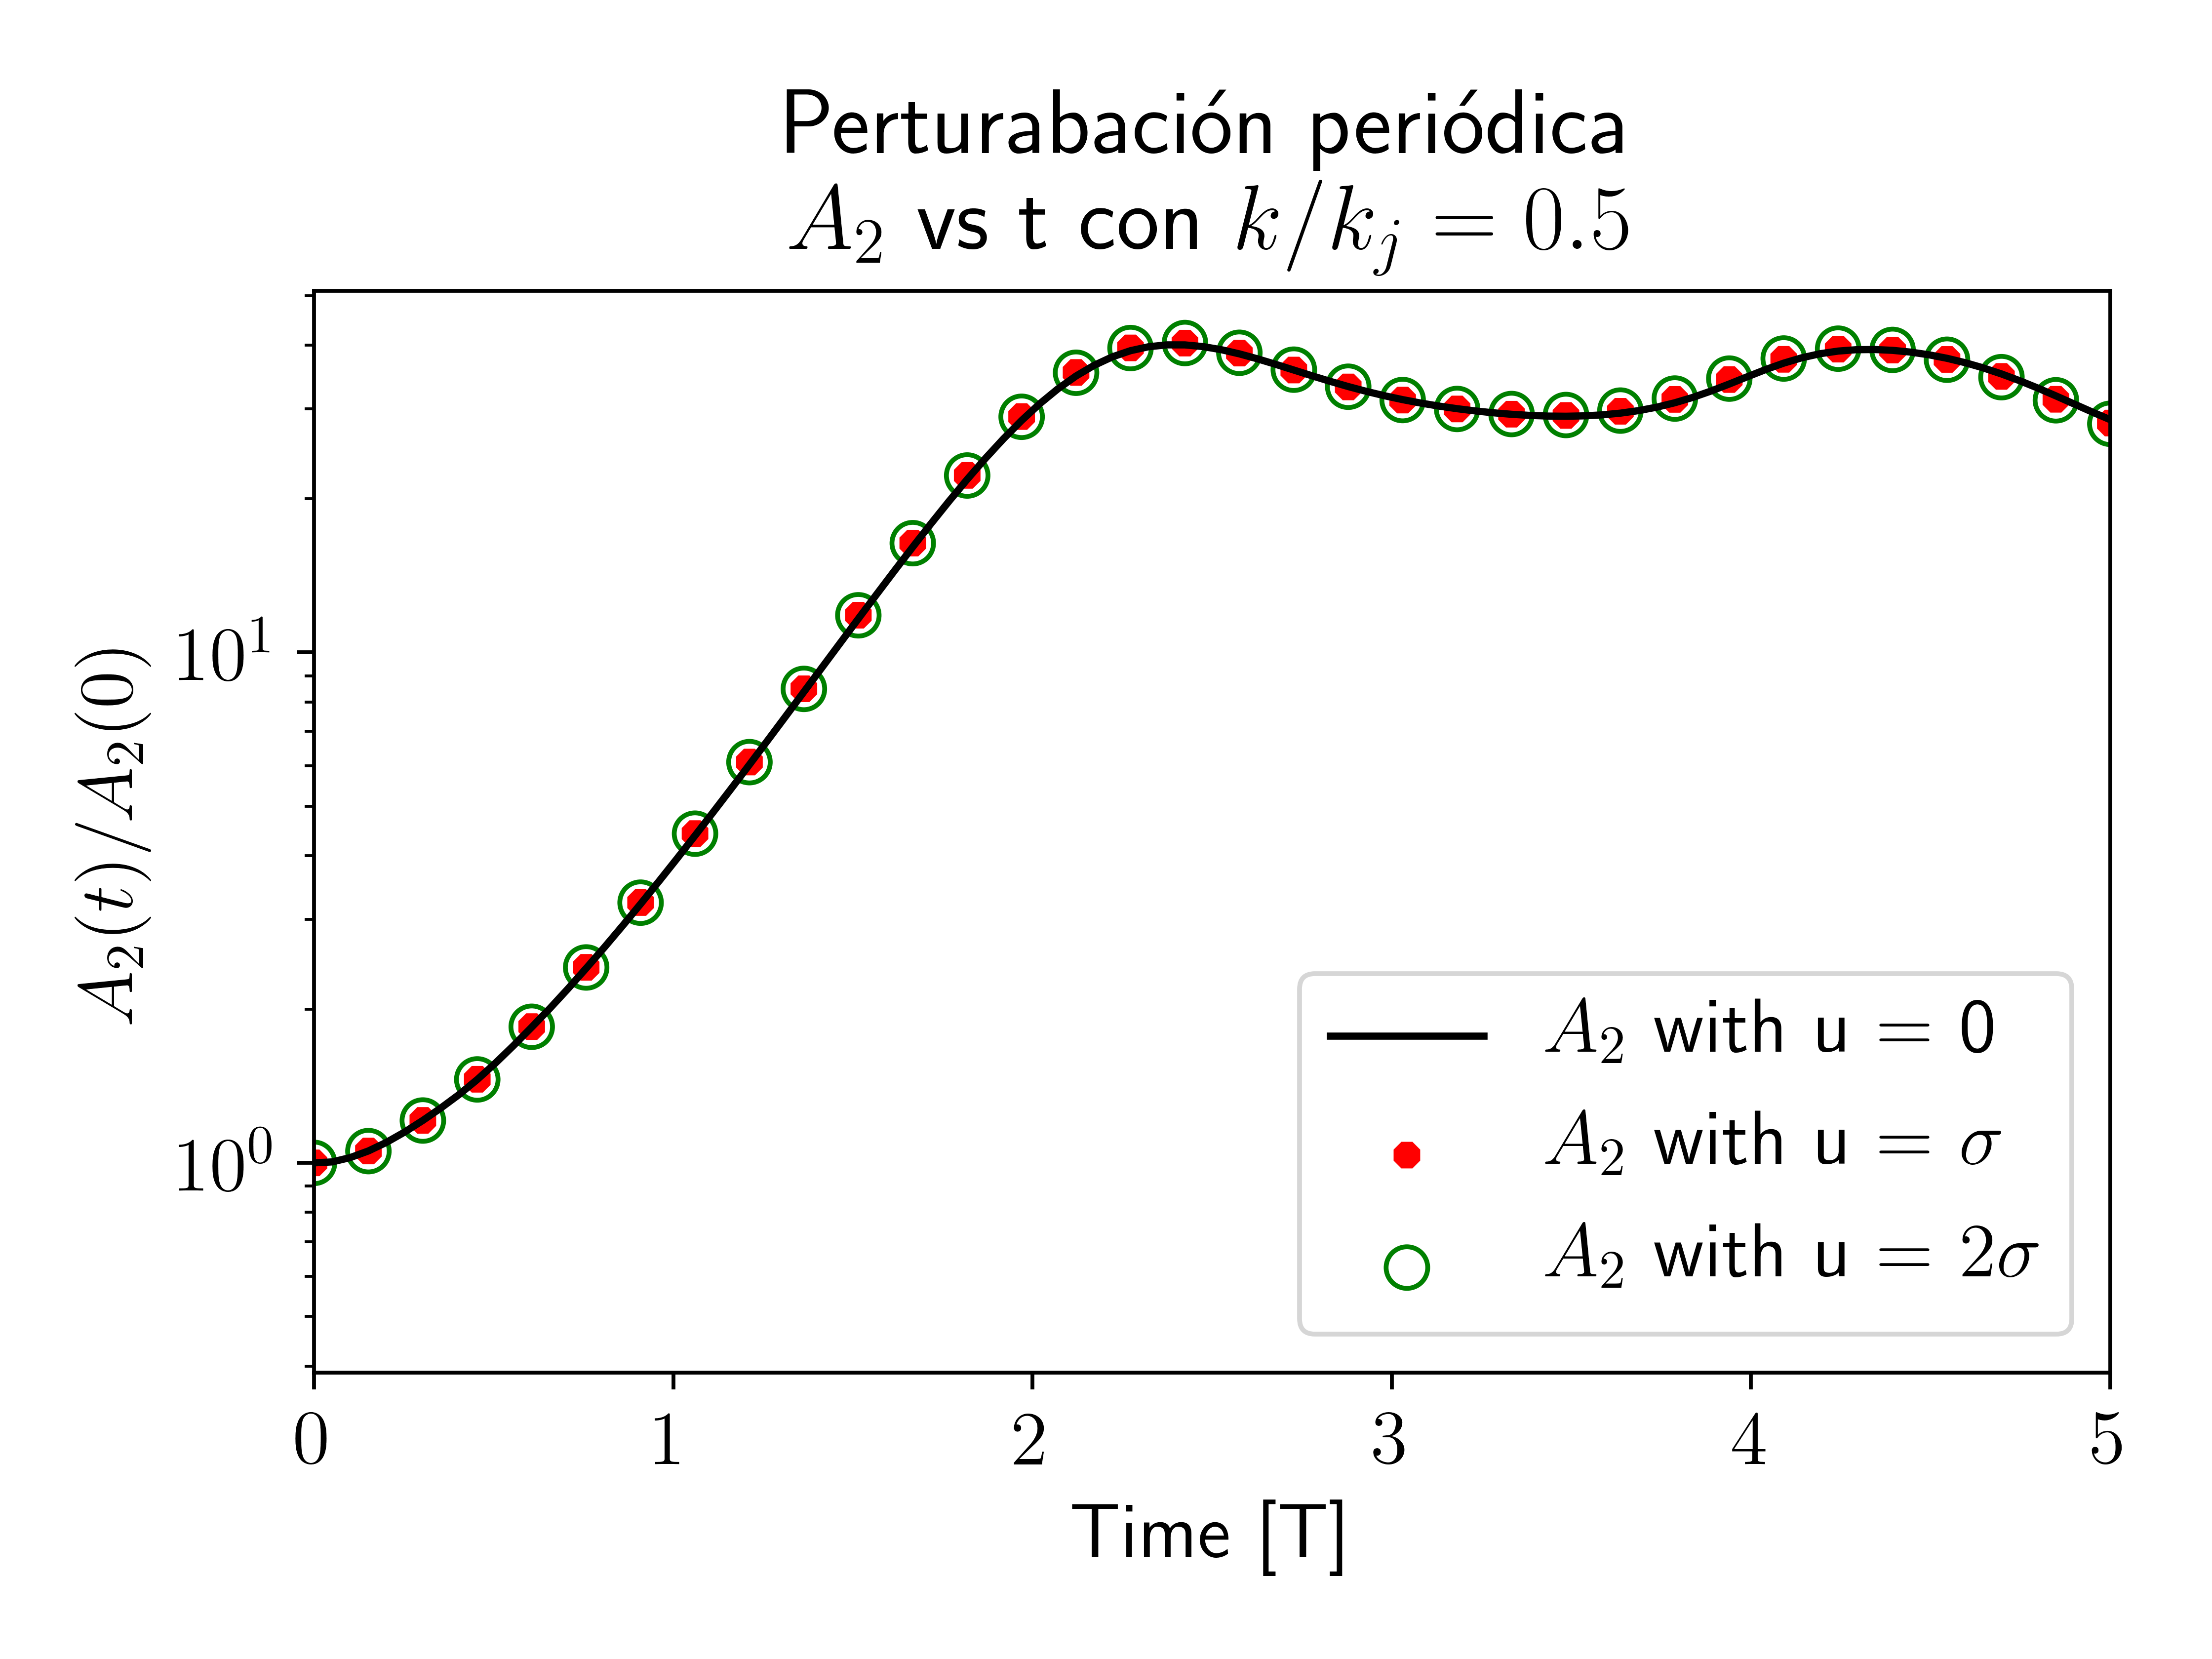 Perturabación periódica
A₂ vs t con k/kⱼ = 0.5
A₂(t)/A₂(0)
10¹
10⁰
A₂ with u = 0
A₂ with u = σ
A₂ with u = 2σ
0 1 2 3 4 5
Time [T]